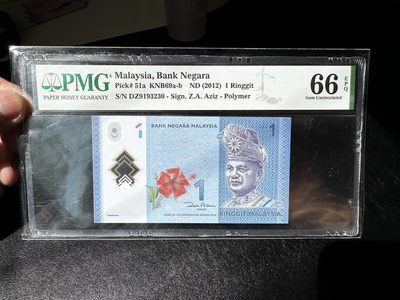 PMG
PAPER MONEY GUARANTY
Malaysia, Bank Negara
Pick# 51a KNB69a-b ND (2012) 1 Ringgit
S/N DZ9193230 - Sign. Z.A. Aziz - Polymer
66 EPQ
Gem Uncirculated
BANK NEGARA MALAYSIA
1
1
1
RINGGIT MALAYSIA